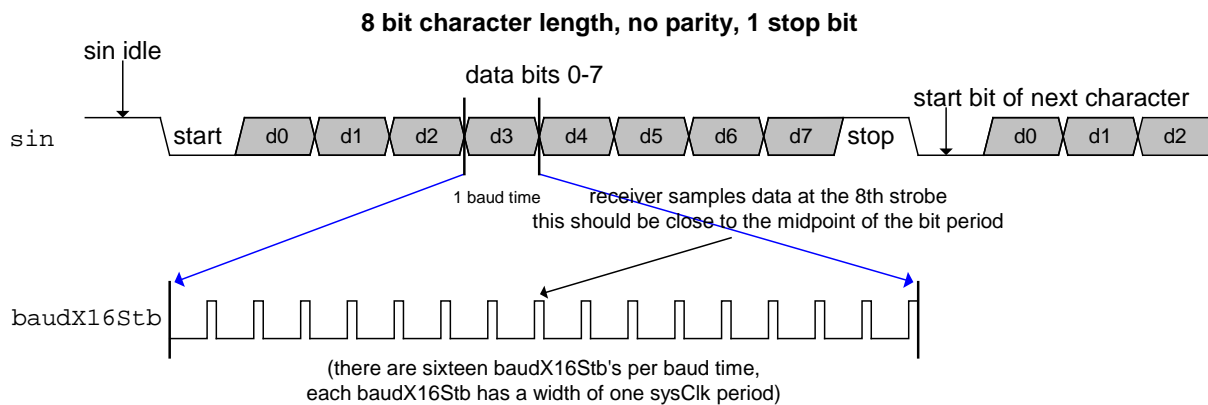 8 bit character length, no parity, 1 stop bit
sin idle
data bits 0-7
start bit of next character
sin
start d0 d1 d2 d3 d4 d5 d6 d7 stop d0 d1 d2
1 baud time
receiver samples data at the 8th strobe
this should be close to the midpoint of the bit period
baudX16Stb
(there are sixteen baudX16Stb's per baud time,
each baudX16Stb has a width of one sysClk period)